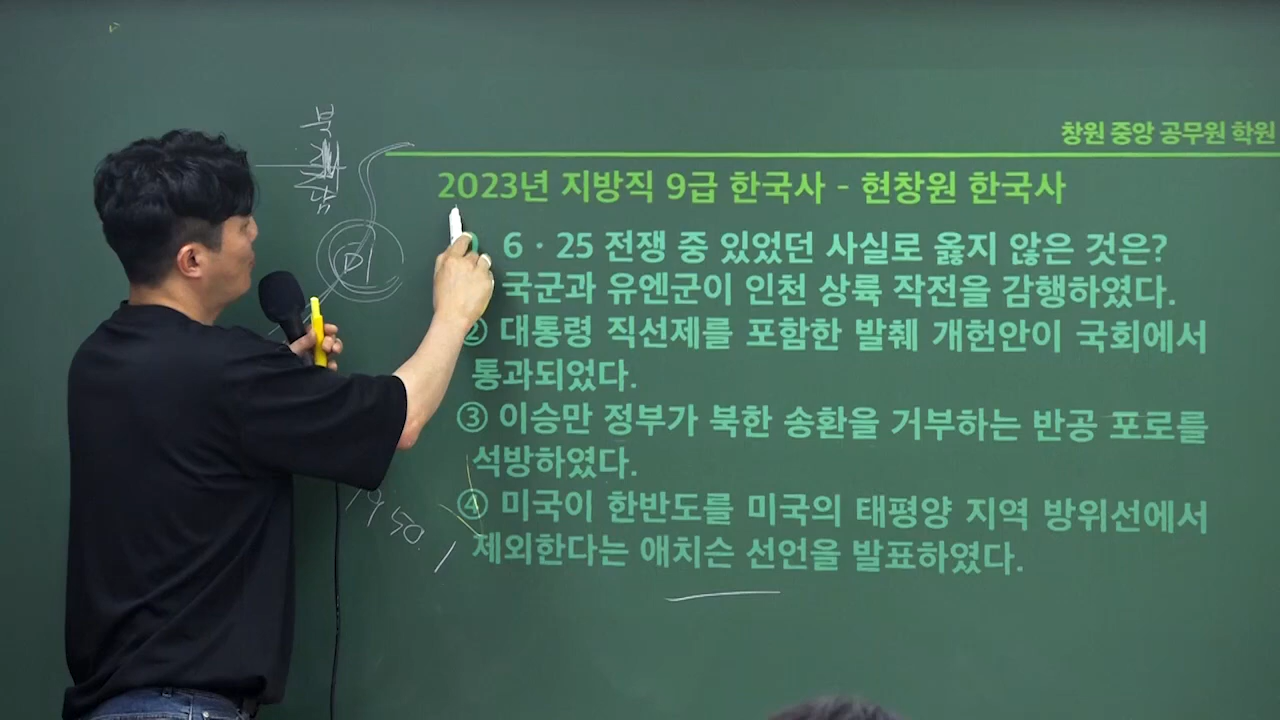 창원 중앙 공무원 학원
2023년 지방직 9급 한국사 - 현창원 한국사
6 · 25 전쟁 중 있었던 사실로 옳지 않은 것은?
국군과 유엔군이 인천 상륙 작전을 감행하였다.
② 대통령 직선제를 포함한 발췌 개헌안이 국회에서
통과되었다.
③ 이승만 정부가 북한 송환을 거부하는 반공 포로를
석방하였다.
④ 미국이 한반도를 미국의 태평양 지역 방위선에서
제외한다는 애치슨 선언을 발표하였다.
북
남
미
1950. 1